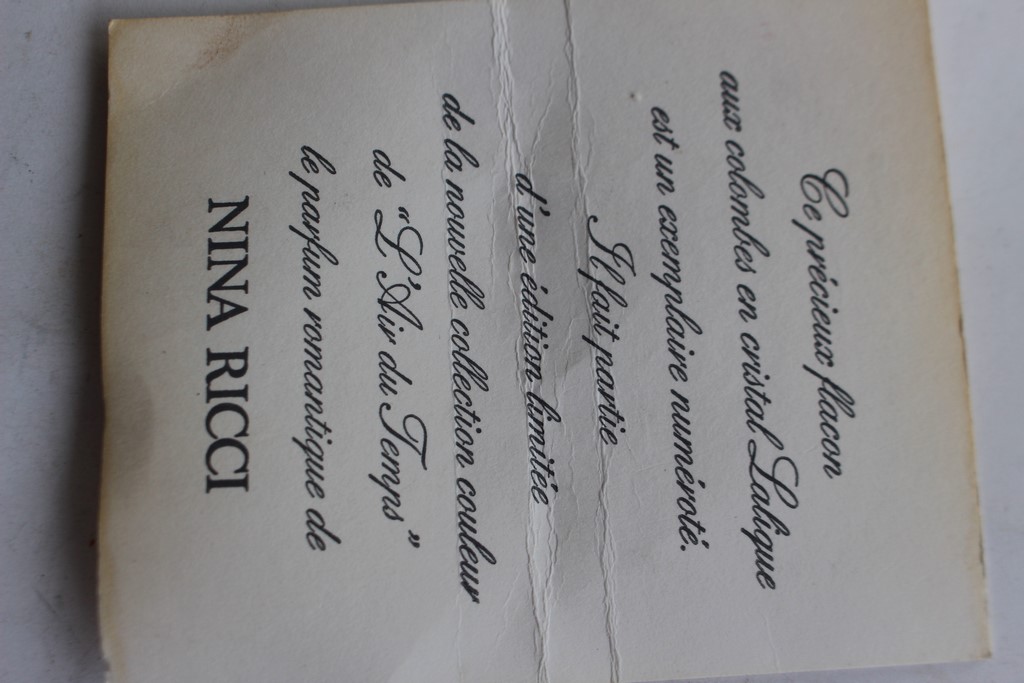 Ce précieux flacon
aux colombes en cristal Lalique
est un exemplaire numéroté.
Il fait partie
d'une édition limitée
de la nouvelle collection couleur
de "L'Air du Temps"
le parfum romantique de
NINA RICCI